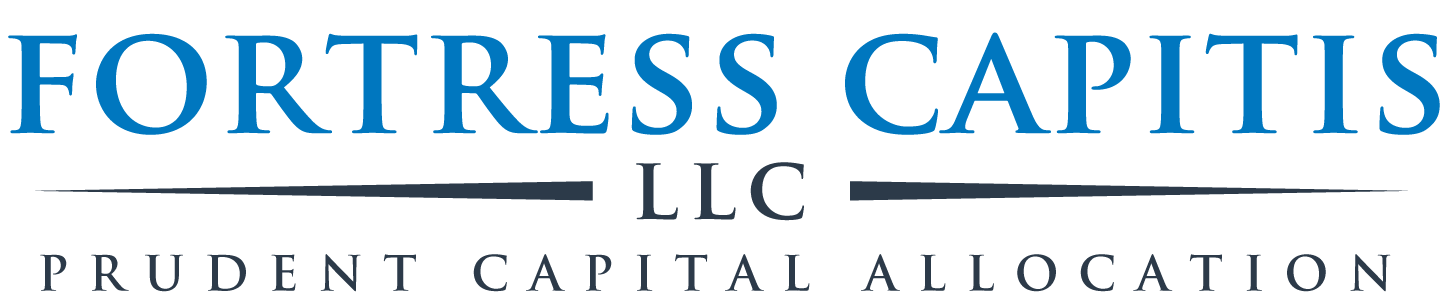 FORTRESS CAPITIS
LLC
PRUDENT CAPITAL ALLOCATION